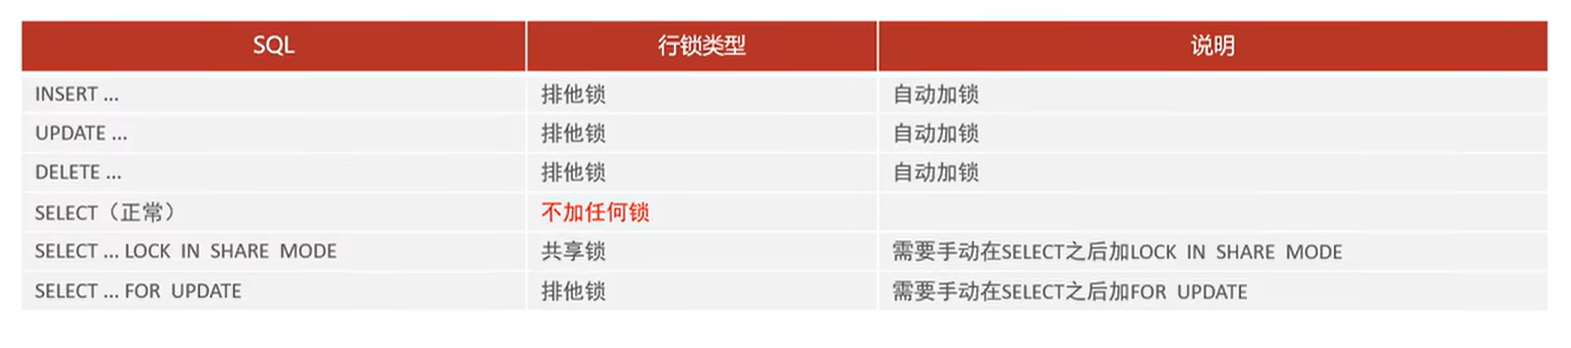 SQL 行锁类型 说明
INSERT ... 排他锁 自动加锁
UPDATE ... 排他锁 自动加锁
DELETE ... 排他锁 自动加锁
SELECT（正常） 不加任何锁
SELECT ... LOCK IN SHARE MODE 共享锁 需要手动在SELECT之后加LOCK IN SHARE MODE
SELECT ... FOR UPDATE 排他锁 需要手动在SELECT之后加FOR UPDATE